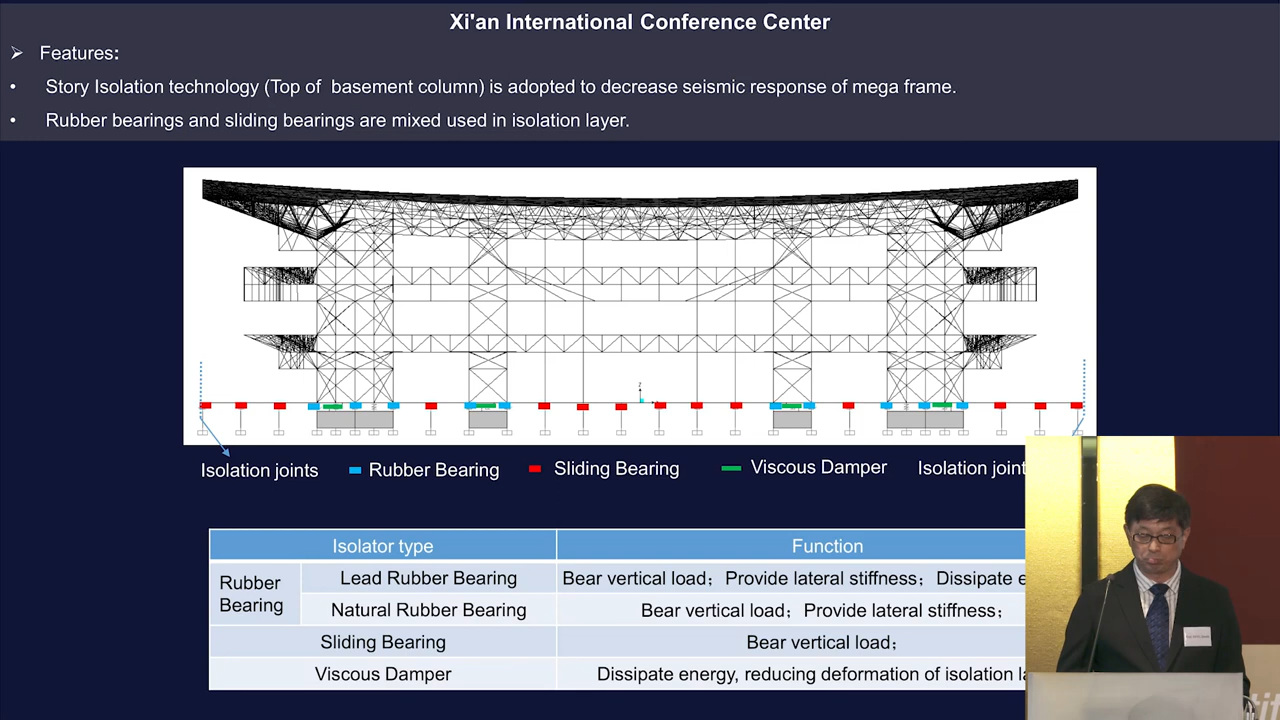 Xi'an International Conference Center
➢ Features:
• Story Isolation technology (Top of basement column) is adopted to decrease seismic response of mega frame.
• Rubber bearings and sliding bearings are mixed used in isolation layer.
Z
Isolation joints
Rubber Bearing
Sliding Bearing
Viscous Damper
Isolation joint
Isolator type
Function
Rubber Bearing
Lead Rubber Bearing
Bear vertical load；Provide lateral stiffness；Dissipate e
Natural Rubber Bearing
Bear vertical load；Provide lateral stiffness；
Sliding Bearing
Bear vertical load；
Viscous Damper
Dissipate energy, reducing deformation of isolation la